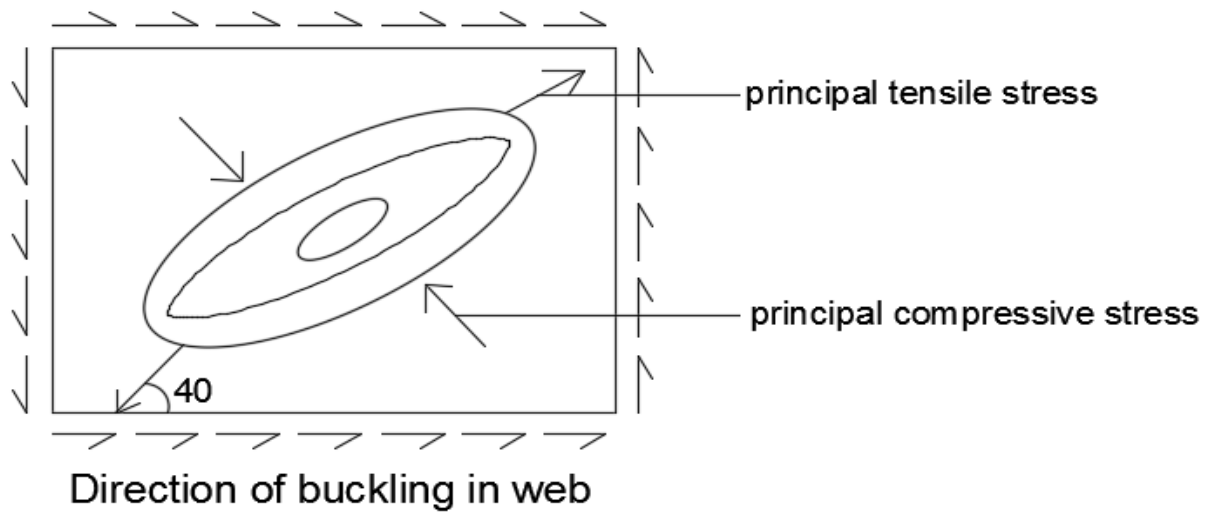 principal tensile stress
principal compressive stress
40
Direction of buckling in web